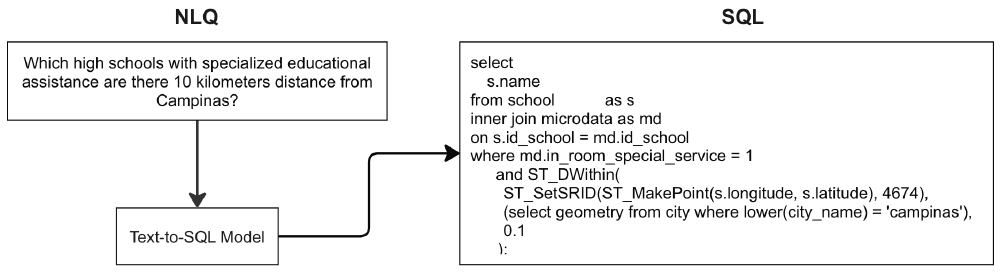 NLQ
SQL
Which high schools with specialized educational
assistance are there 10 kilometers distance from
Campinas?
Text-to-SQL Model
select
s.name
from school as s
inner join microdata as md
on s.id_school = md.id_school
where md.in_room_special_service = 1
and ST_DWithin(
ST_SetSRID(ST_MakePoint(s.longitude, s.latitude), 4674),
(select geometry from city where lower(city_name) = 'campinas'),
0.1
);